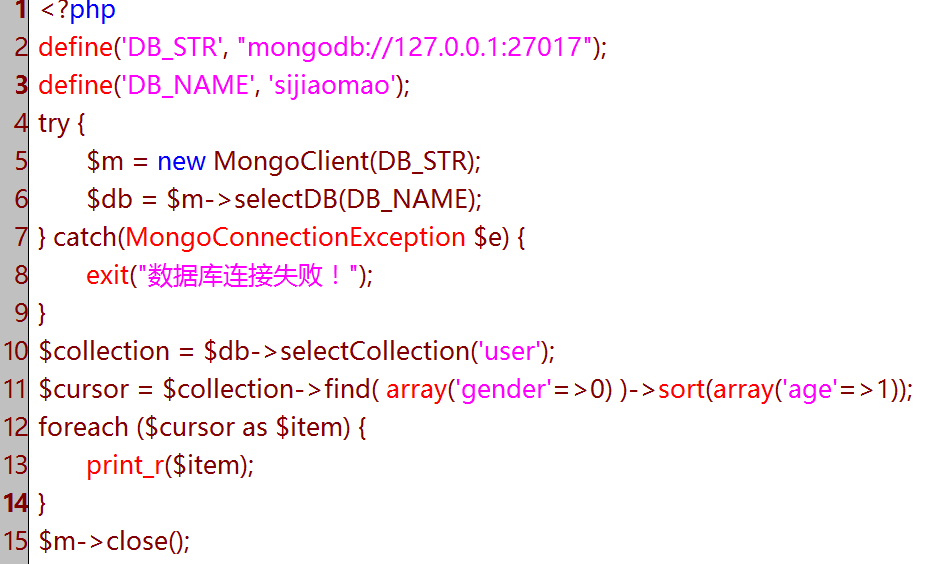 1 <?php
2 define('DB_STR', "mongodb://127.0.0.1:27017");
3 define('DB_NAME', 'sijiaomao');
4 try {
5 $m = new MongoClient(DB_STR);
6 $db = $m->selectDB(DB_NAME);
7 } catch(MongoConnectionException $e) {
8 exit("数据库连接失败！");
9 }
10 $collection = $db->selectCollection('user');
11 $cursor = $collection->find( array('gender'=>0) )->sort(array('age'=>1));
12 foreach ($cursor as $item) {
13 print_r($item);
14 }
15 $m->close();